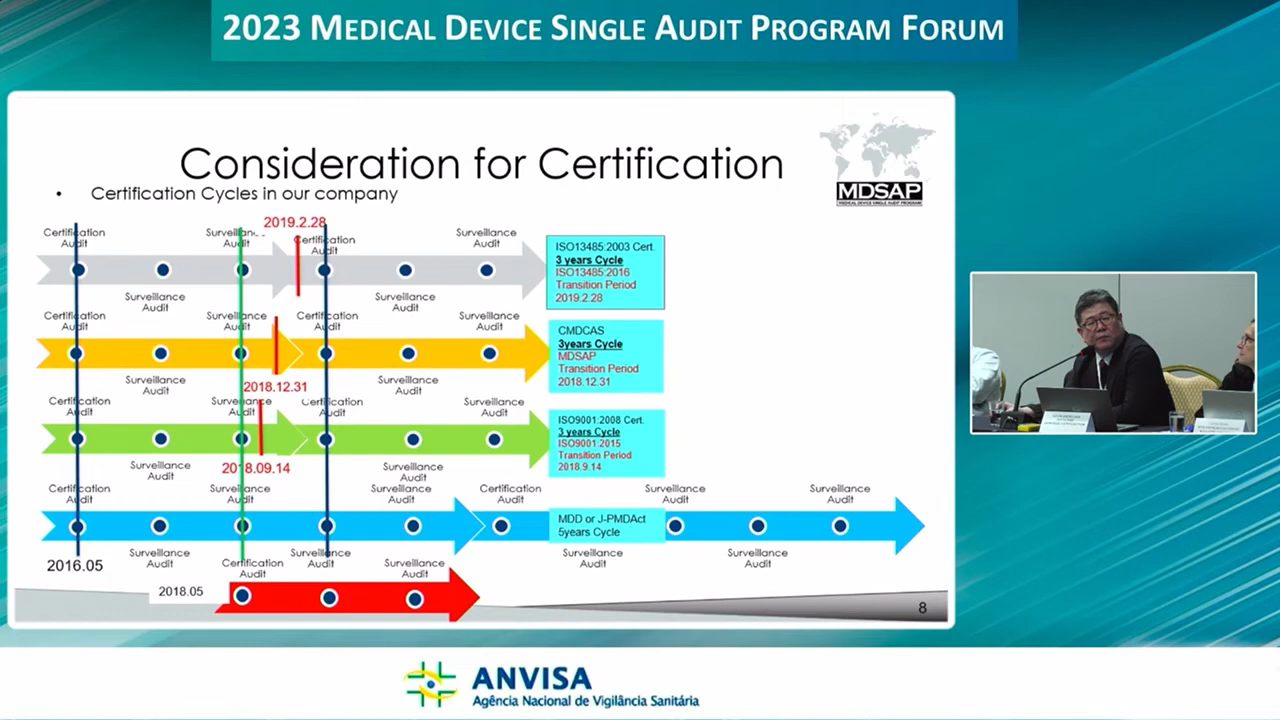 2023 MEDICAL DEVICE SINGLE AUDIT PROGRAM FORUM
Consideration for Certification
MDSAP
MEDICAL DEVICE SINGLE AUDIT PROGRAM
• Certification Cycles in our company
2019.2.28
Certification Audit
Surveillance Audit
Certification Audit
Surveillance Audit
Surveillance Audit
Surveillance Audit
ISO13485:2003 Cert.
3 years Cycle
ISO13485:2016
Transition Period
2019.2.28
Certification Audit
Surveillance Audit
Certification Audit
Surveillance Audit
Surveillance Audit
Surveillance Audit
2018.12.31
CMDCAS
3years Cycle
MDSAP
Transition Period
2018.12.31
Certification Audit
Surveillance Audit
Certification Audit
Surveillance Audit
Surveillance Audit
Surveillance Audit
2018.09.14
ISO9001:2008 Cert.
3 years Cycle
ISO9001:2015
Transition Period
2018.9.14
Certification Audit
Surveillance Audit
Surveillance Audit
Certification Audit
Surveillance Audit
Surveillance Audit
MDD or J-PMDAct
5years Cycle
Surveillance Audit
Surveillance Audit
Surveillance Audit
Surveillance Audit
2016.05
Certification Audit
Surveillance Audit
2018.05
8
ANVISA
Agência Nacional de Vigilância Sanitária